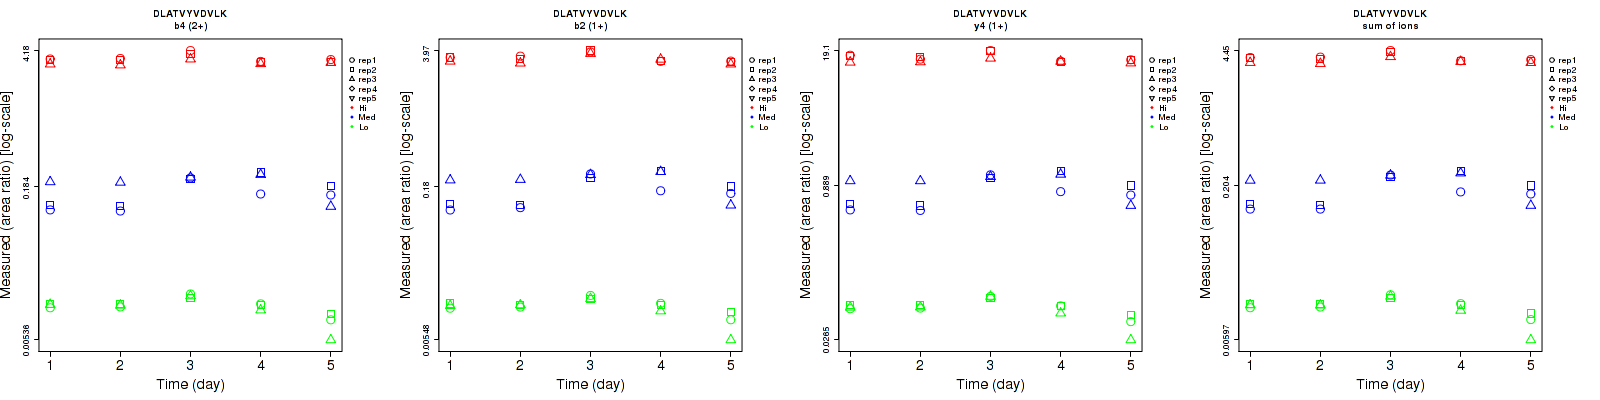 DLATVYVDVLK
b4 (2+)
Measured (area ratio) [log-scale]
4.18
0.184
0.00536
1 2 3 4 5
Time (day)
rep1
rep2
rep3
rep4
rep5
Hi
Med
Lo
DLATVYVDVLK
b2 (1+)
Measured (area ratio) [log-scale]
3.97
0.18
0.00548
1 2 3 4 5
Time (day)
rep1
rep2
rep3
rep4
rep5
Hi
Med
Lo
DLATVYVDVLK
y4 (1+)
Measured (area ratio) [log-scale]
19.1
0.889
0.0265
1 2 3 4 5
Time (day)
rep1
rep2
rep3
rep4
rep5
Hi
Med
Lo
DLATVYVDVLK
sum of ions
Measured (area ratio) [log-scale]
4.45
0.204
0.00597
1 2 3 4 5
Time (day)
rep1
rep2
rep3
rep4
rep5
Hi
Med
Lo